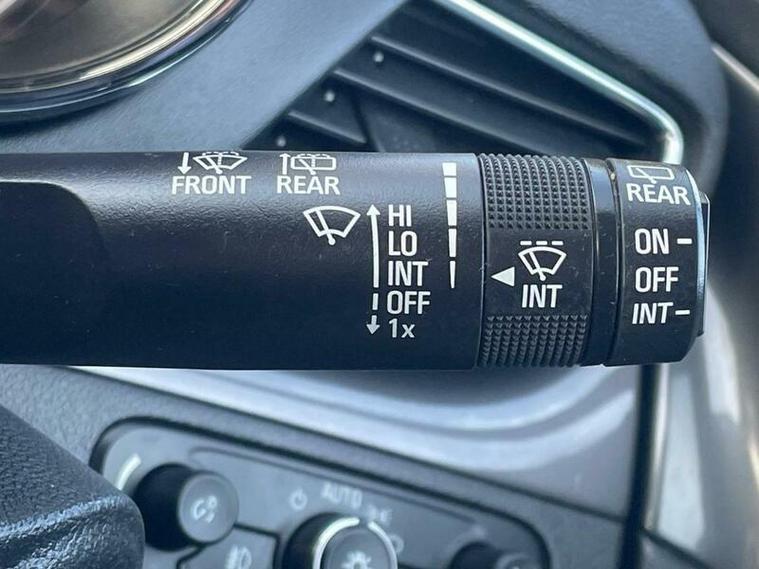 FRONT REAR
HI
LO
INT
OFF
1x
INT
REAR
ON
OFF
INT
AUTO